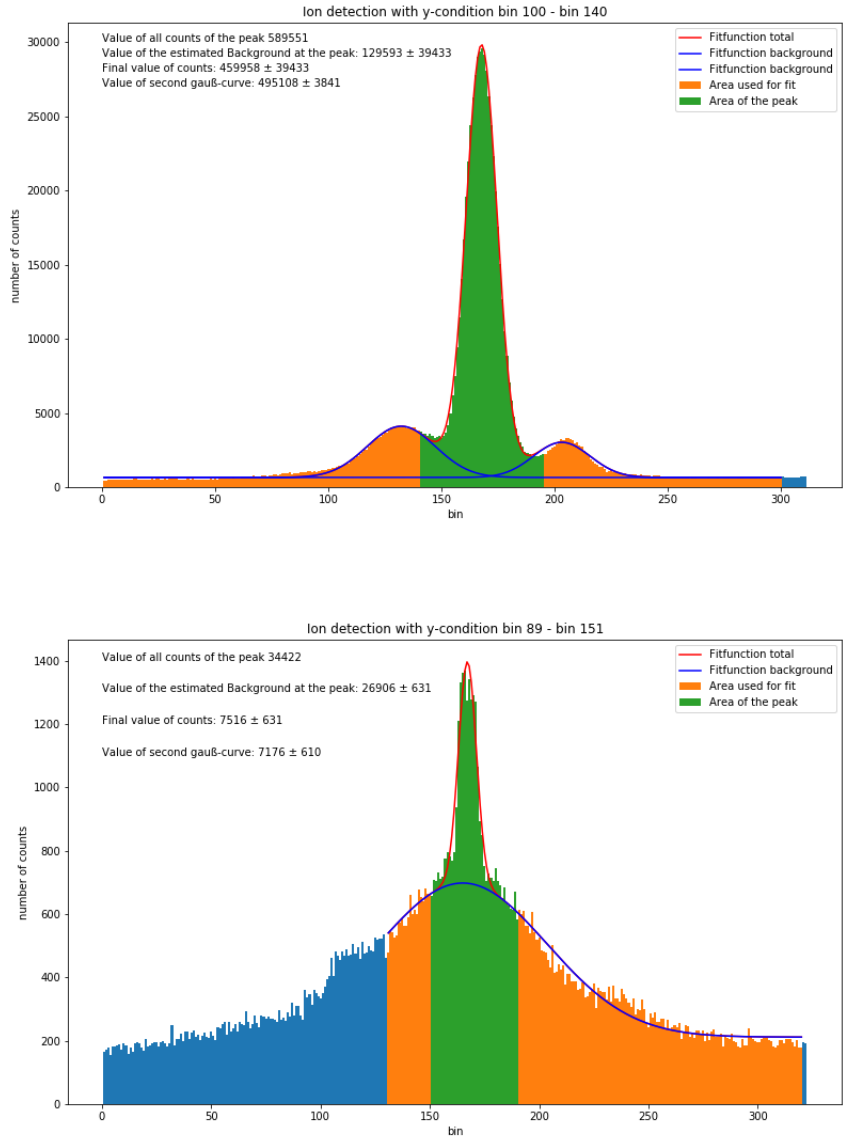 Ion detection with y-condition bin 100 - bin 140
Value of all counts of the peak 589551
Value of the estimated Background at the peak: 129593 ± 39433
Final value of counts: 459958 ± 39433
Value of second gauß-curve: 495108 ± 3841
Fitfunction total
Fitfunction background
Fitfunction background
Area used for fit
Area of the peak
number of counts
30000
25000
20000
15000
10000
5000
0
0 50 100 150 200 250 300
bin
Ion detection with y-condition bin 89 - bin 151
Value of all counts of the peak 34422
Value of the estimated Background at the peak: 26906 ± 631
Final value of counts: 7516 ± 631
Value of second gauß-curve: 7176 ± 610
Fitfunction total
Fitfunction background
Area used for fit
Area of the peak
number of counts
1400
1200
1000
800
600
400
200
0
0 50 100 150 200 250 300
bin